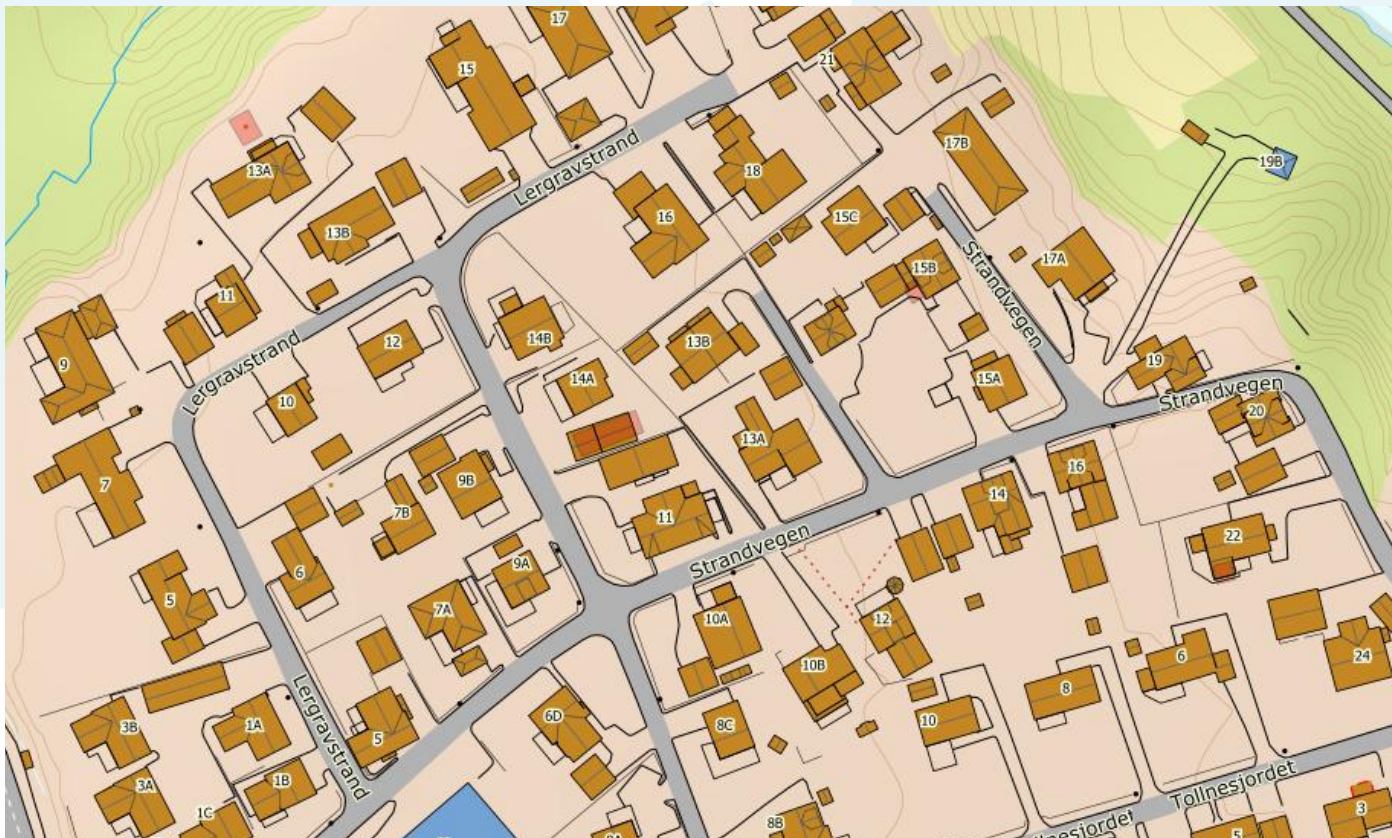 17
15
21
17B
19B
Lergravstrand
13A
18
13B
16
15C
15B
Strandvegen
17A
11
14B
13B
9
12
Lergravstrand
14A
15A
19
Strandvegen
20
10
13A
7
9B
16
14
7B
11
22
Strandvegen
6
9A
5
7A
10A
12
6
24
10B
8
Lergravstrand
6D
10
3B
1A
5
8C
3A
1B
Tollnesjordet
1C
8B
3
5